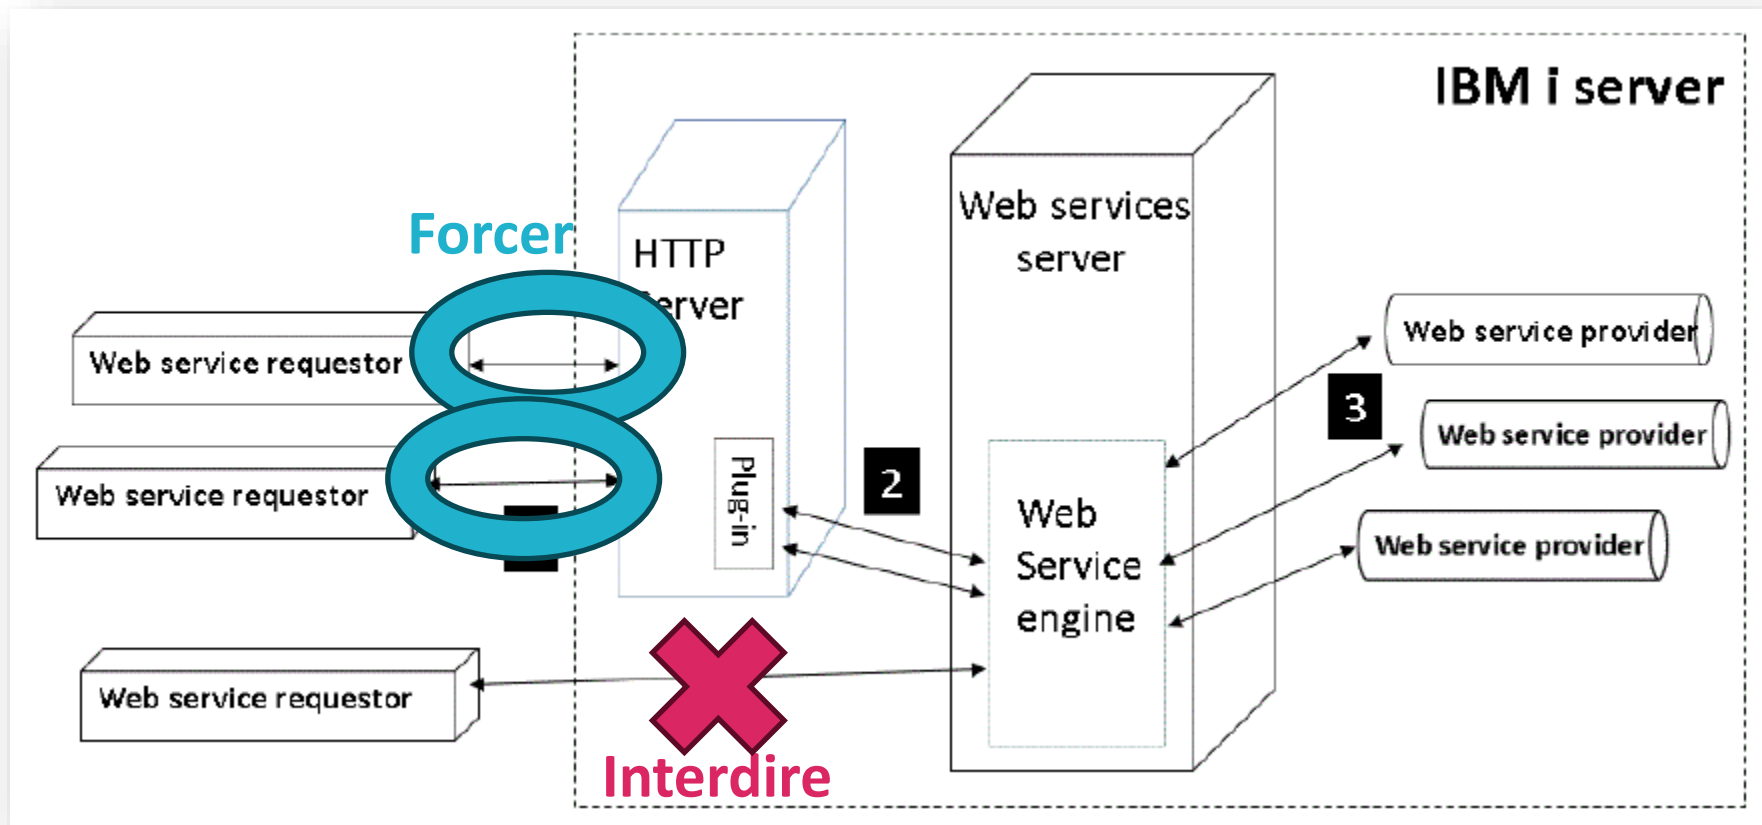 IBM i server
Web services
server
Forcer
HTTP
Server
Web service requestor
Web service provider
3
Web service provider
Plug-in
2
Web service requestor
Web
Service
engine
Web service provider
Web service requestor
Interdire